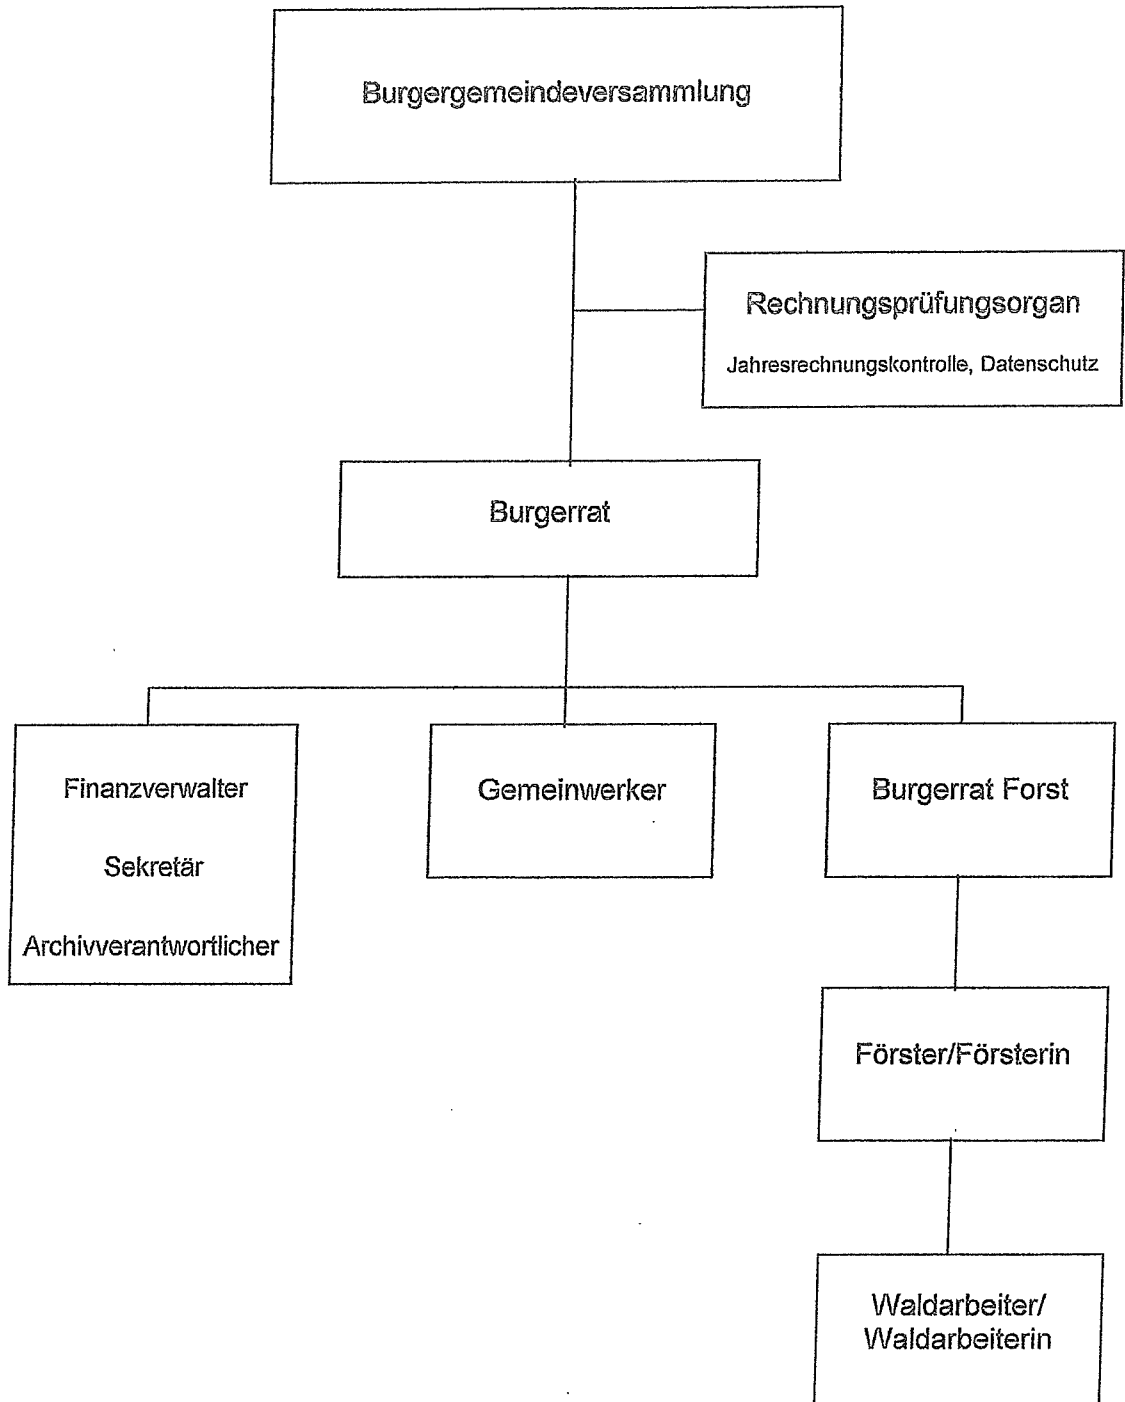 Burgergemeindeversammlung
Rechnungsprüfungsorgan
Jahresrechnungskontrolle, Datenschutz
Burgerrat
Finanzverwalter
Sekretär
Archivverantwortlicher
Gemeinwerker
Burgerrat Forst
Förster/Försterin
Waldarbeiter/
Waldarbeiterin